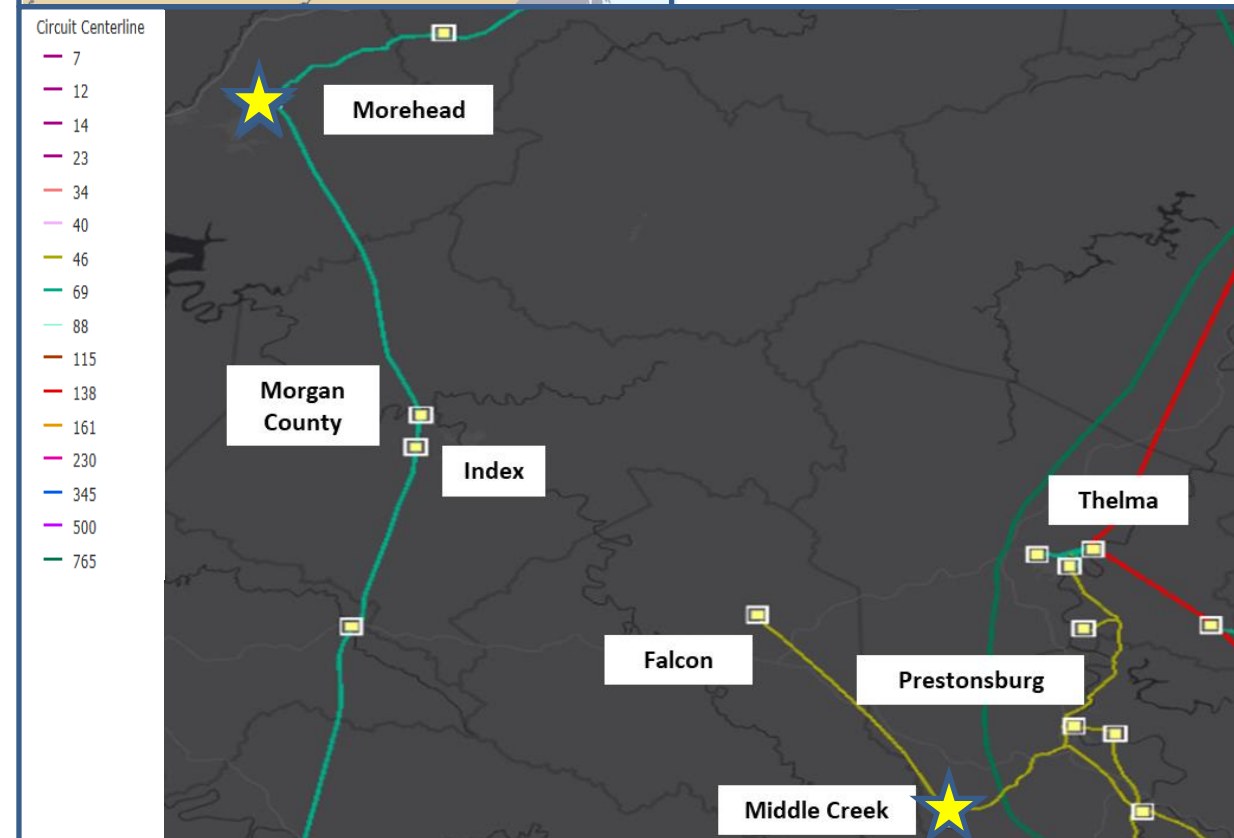 Circuit Centerline
7
12
14
23
34
40
46
69
88
115
138
161
230
345
500
765
Morehead
Morgan
County
Index
Thelma
Falcon
Prestonsburg
Middle Creek